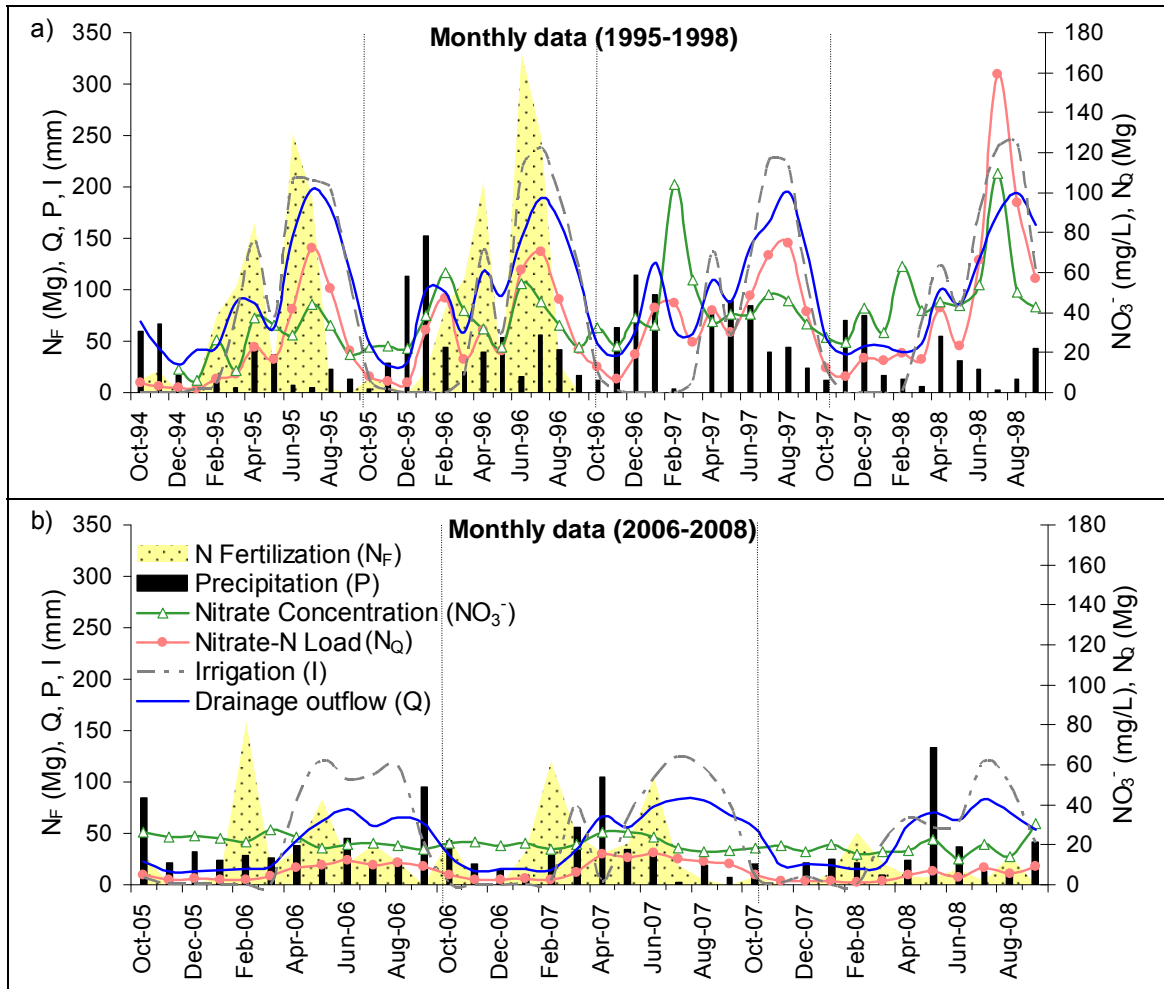 a)
Monthly data (1995-1998)
350
300
250
200
150
100
50
0
N_F (Mg), Q, P, I (mm)
180
160
140
120
100
80
60
40
20
0
NO₃⁻ (mg/L), N_Q (Mg)
Oct-94
Dec-94
Feb-95
Apr-95
Jun-95
Aug-95
Oct-95
Dec-95
Feb-96
Apr-96
Jun-96
Aug-96
Oct-96
Dec-96
Feb-97
Apr-97
Jun-97
Aug-97
Oct-97
Dec-97
Feb-98
Apr-98
Jun-98
Aug-98
b)
Monthly data (2006-2008)
N Fertilization (N_F)
Precipitation (P)
Nitrate Concentration (NO₃⁻)
Nitrate-N Load (N_Q)
Irrigation (I)
Drainage outflow (Q)
350
300
250
200
150
100
50
0
N_F (Mg), Q, P, I (mm)
180
160
140
120
100
80
60
40
20
0
NO₃⁻ (mg/L), N_Q (Mg)
Oct-05
Dec-05
Feb-06
Apr-06
Jun-06
Aug-06
Oct-06
Dec-06
Feb-07
Apr-07
Jun-07
Aug-07
Oct-07
Dec-07
Feb-08
Apr-08
Jun-08
Aug-08